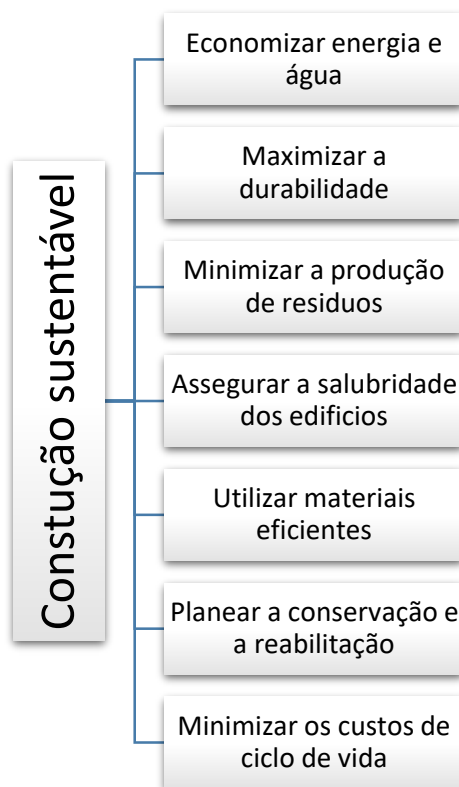 Constução sustentável
Economizar energia e
água
Maximizar a
durabilidade
Minimizar a produção
de residuos
Assegurar a salubridade
dos edificios
Utilizar materiais
eficientes
Planear a conservação e
a reabilitação
Minimizar os custos de
ciclo de vida